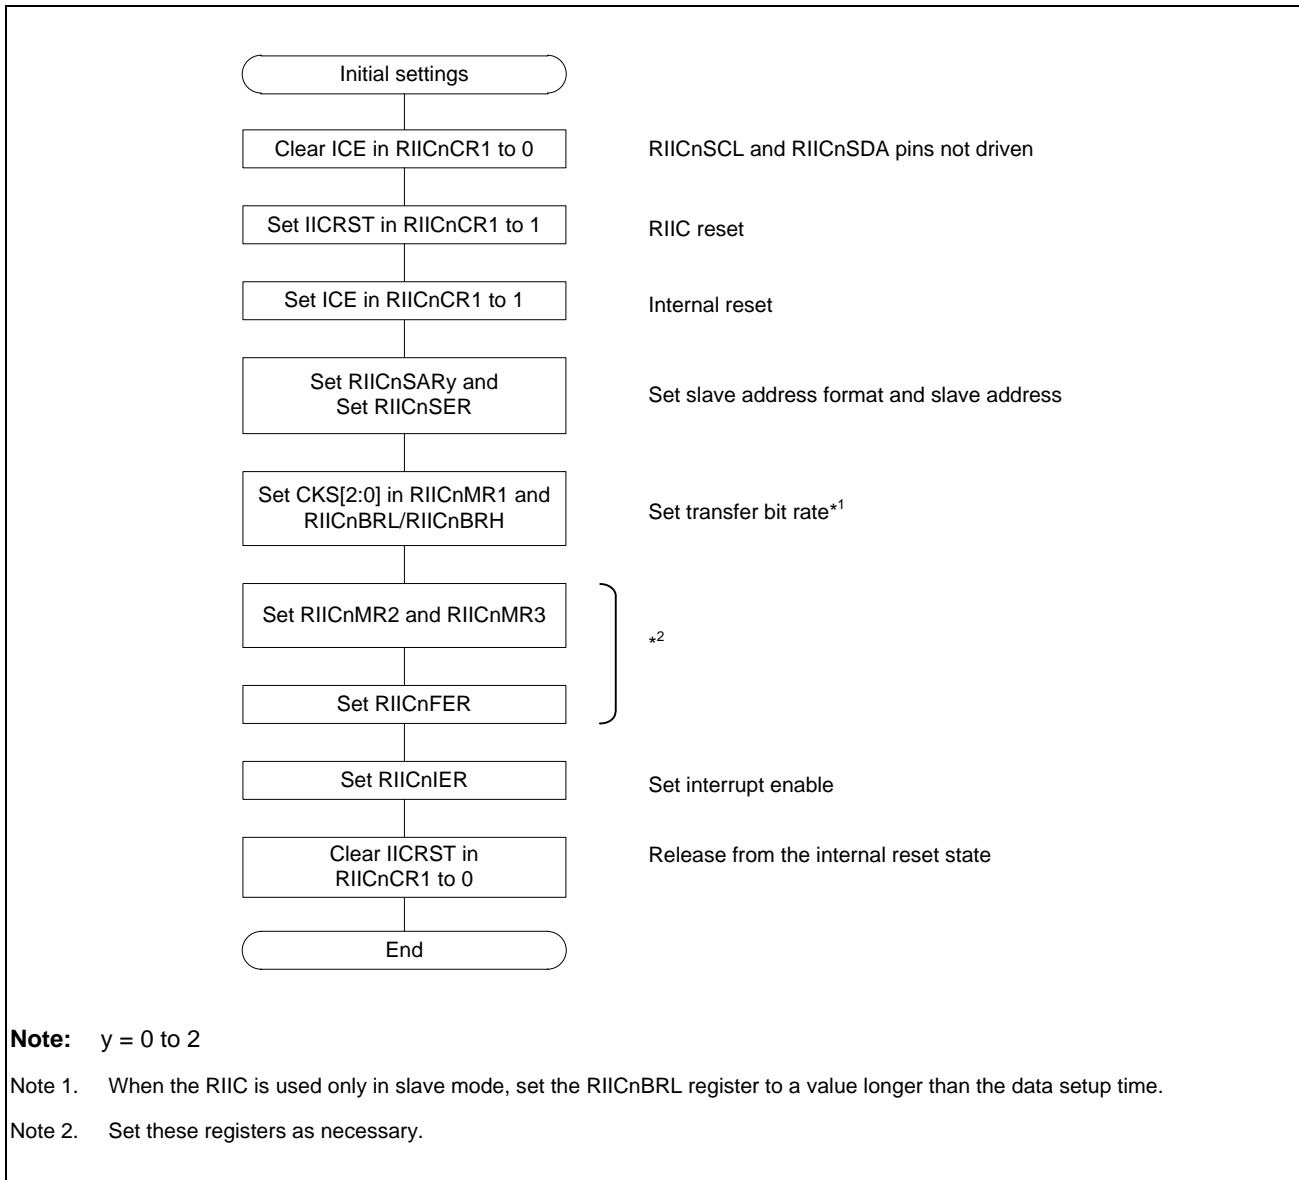 Initial settings
Clear ICE in RIICnCR1 to 0
RIICnSCL and RIICnSDA pins not driven
Set IICRST in RIICnCR1 to 1
RIIC reset
Set ICE in RIICnCR1 to 1
Internal reset
Set RIICnSARy and
Set RIICnSER
Set slave address format and slave address
Set CKS[2:0] in RIICnMR1 and
RIICnBRL/RIICnBRH
Set transfer bit rate*1
Set RIICnMR2 and RIICnMR3
*2
Set RIICnFER
Set RIICnIER
Set interrupt enable
Clear IICRST in
RIICnCR1 to 0
Release from the internal reset state
End
Note: y = 0 to 2
Note 1. When the RIIC is used only in slave mode, set the RIICnBRL register to a value longer than the data setup time.
Note 2. Set these registers as necessary.